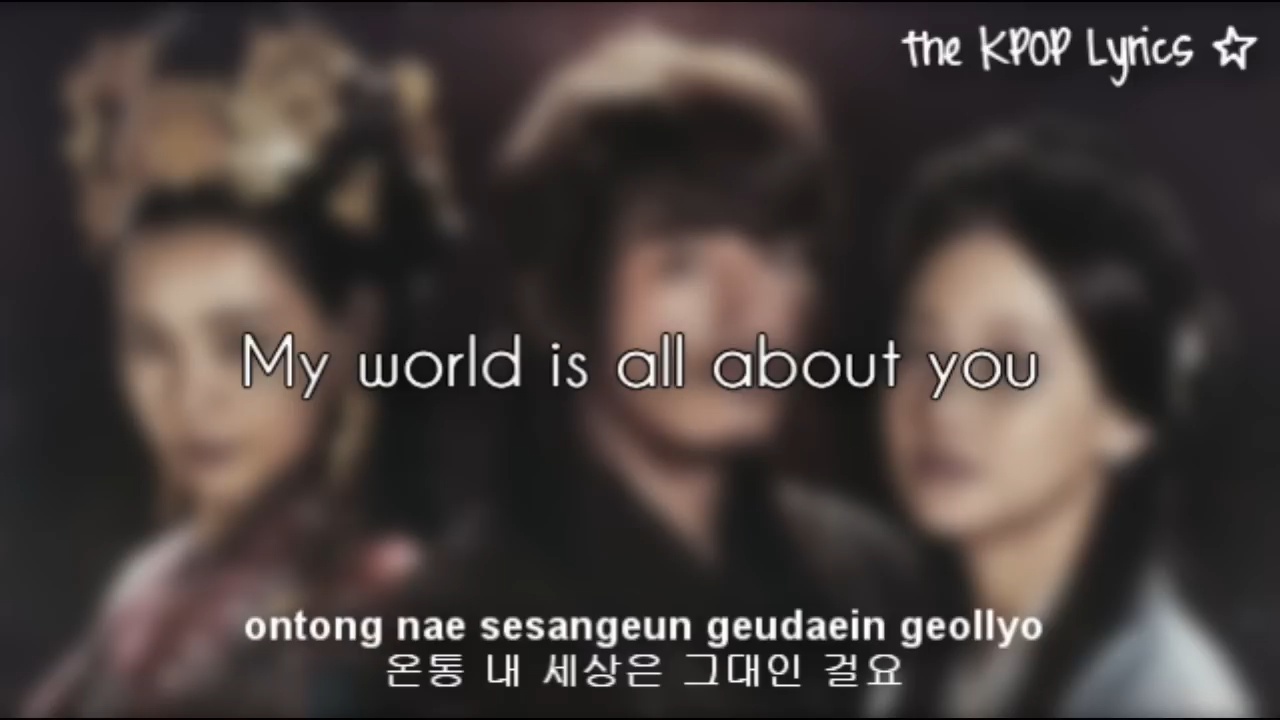 the KPOP Lyrics ☆
My world is all about you
ontong nae sesangeun geudaein geollyo
온통 내 세상은 그대인 걸요